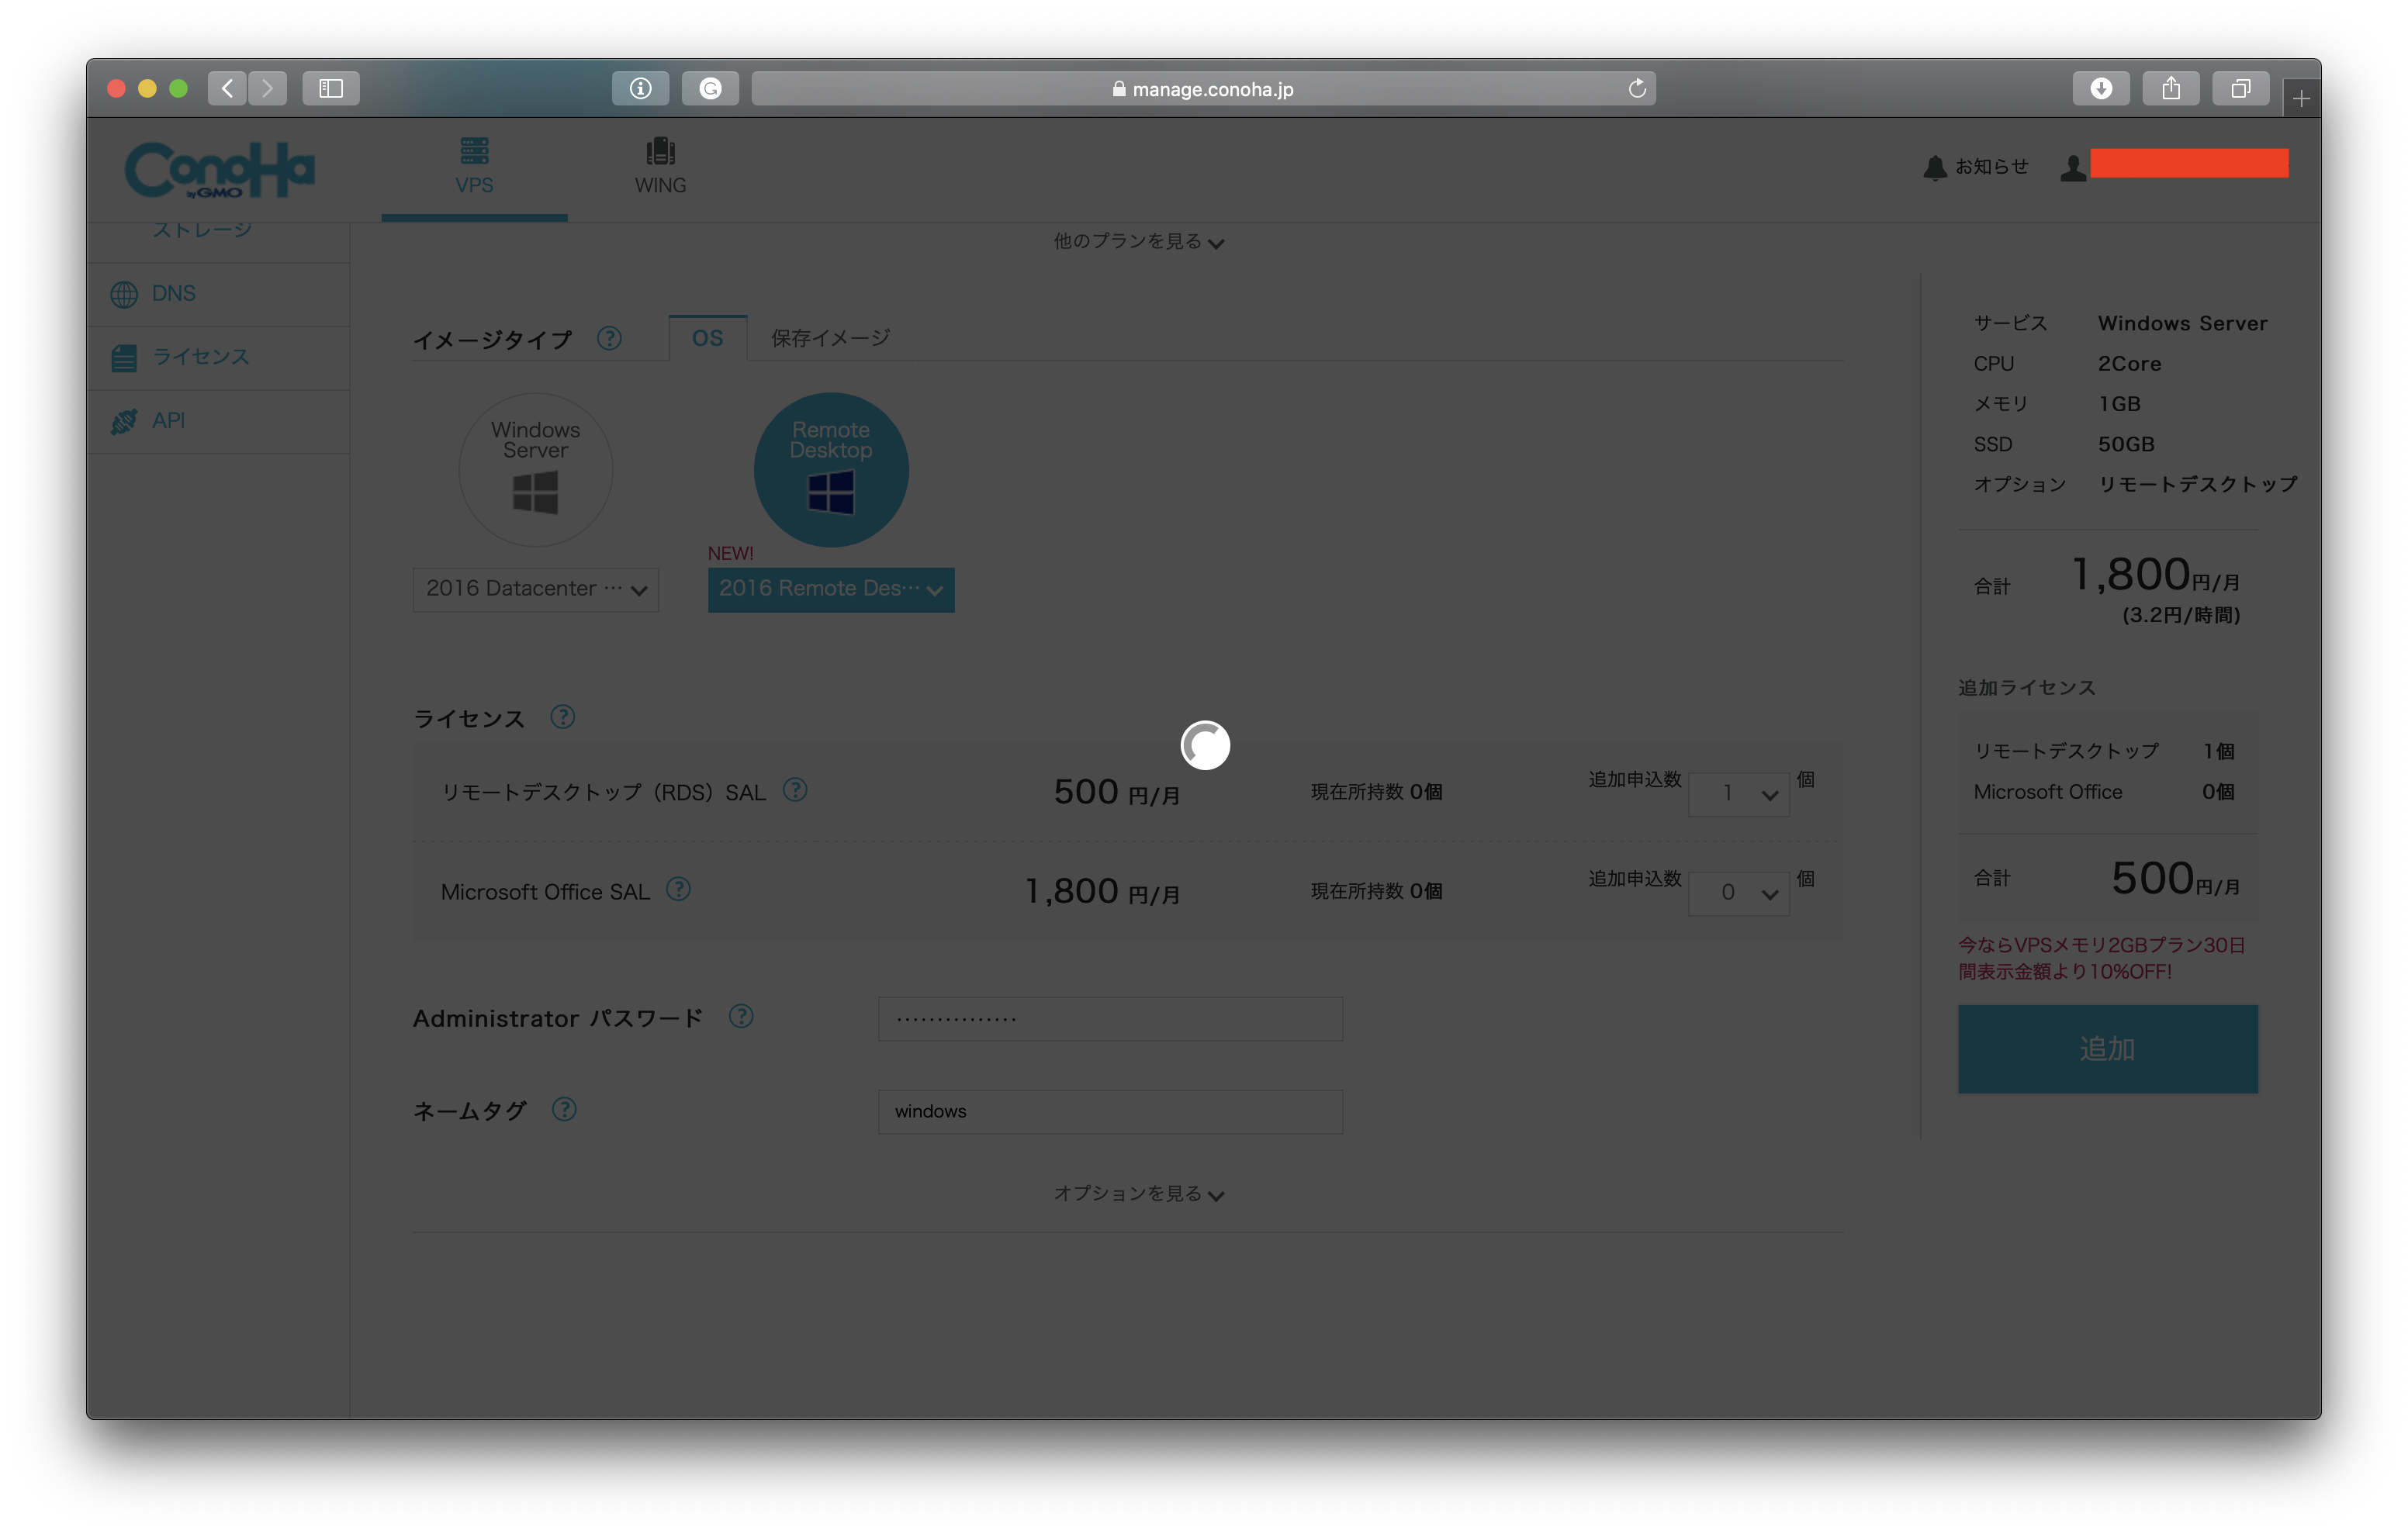 manage.conoha.jp
ConoHa
by GMO
VPS
WING
お知らせ
ストレージ
DNS
ライセンス
API
他のプランを見る
イメージタイプ ?
OS
保存イメージ
Windows
Server
Remote
Desktop
NEW!
2016 Datacenter …
2016 Remote Des…
ライセンス ?
リモートデスクトップ（RDS）SAL ? 500 円/月 現在所持数 0個 追加申込数 1 個
Microsoft Office SAL ? 1,800 円/月 現在所持数 0個 追加申込数 0 個
Administrator パスワード ? ···············
ネームタグ ? windows
オプションを見る
サービス Windows Server
CPU 2Core
メモリ 1GB
SSD 50GB
オプション リモートデスクトップ
合計 1,800円/月
(3.2円/時間)
追加ライセンス
リモートデスクトップ 1個
Microsoft Office 0個
合計 500円/月
今ならVPSメモリ2GBプラン30日
間表示金額より10%OFF!
追加